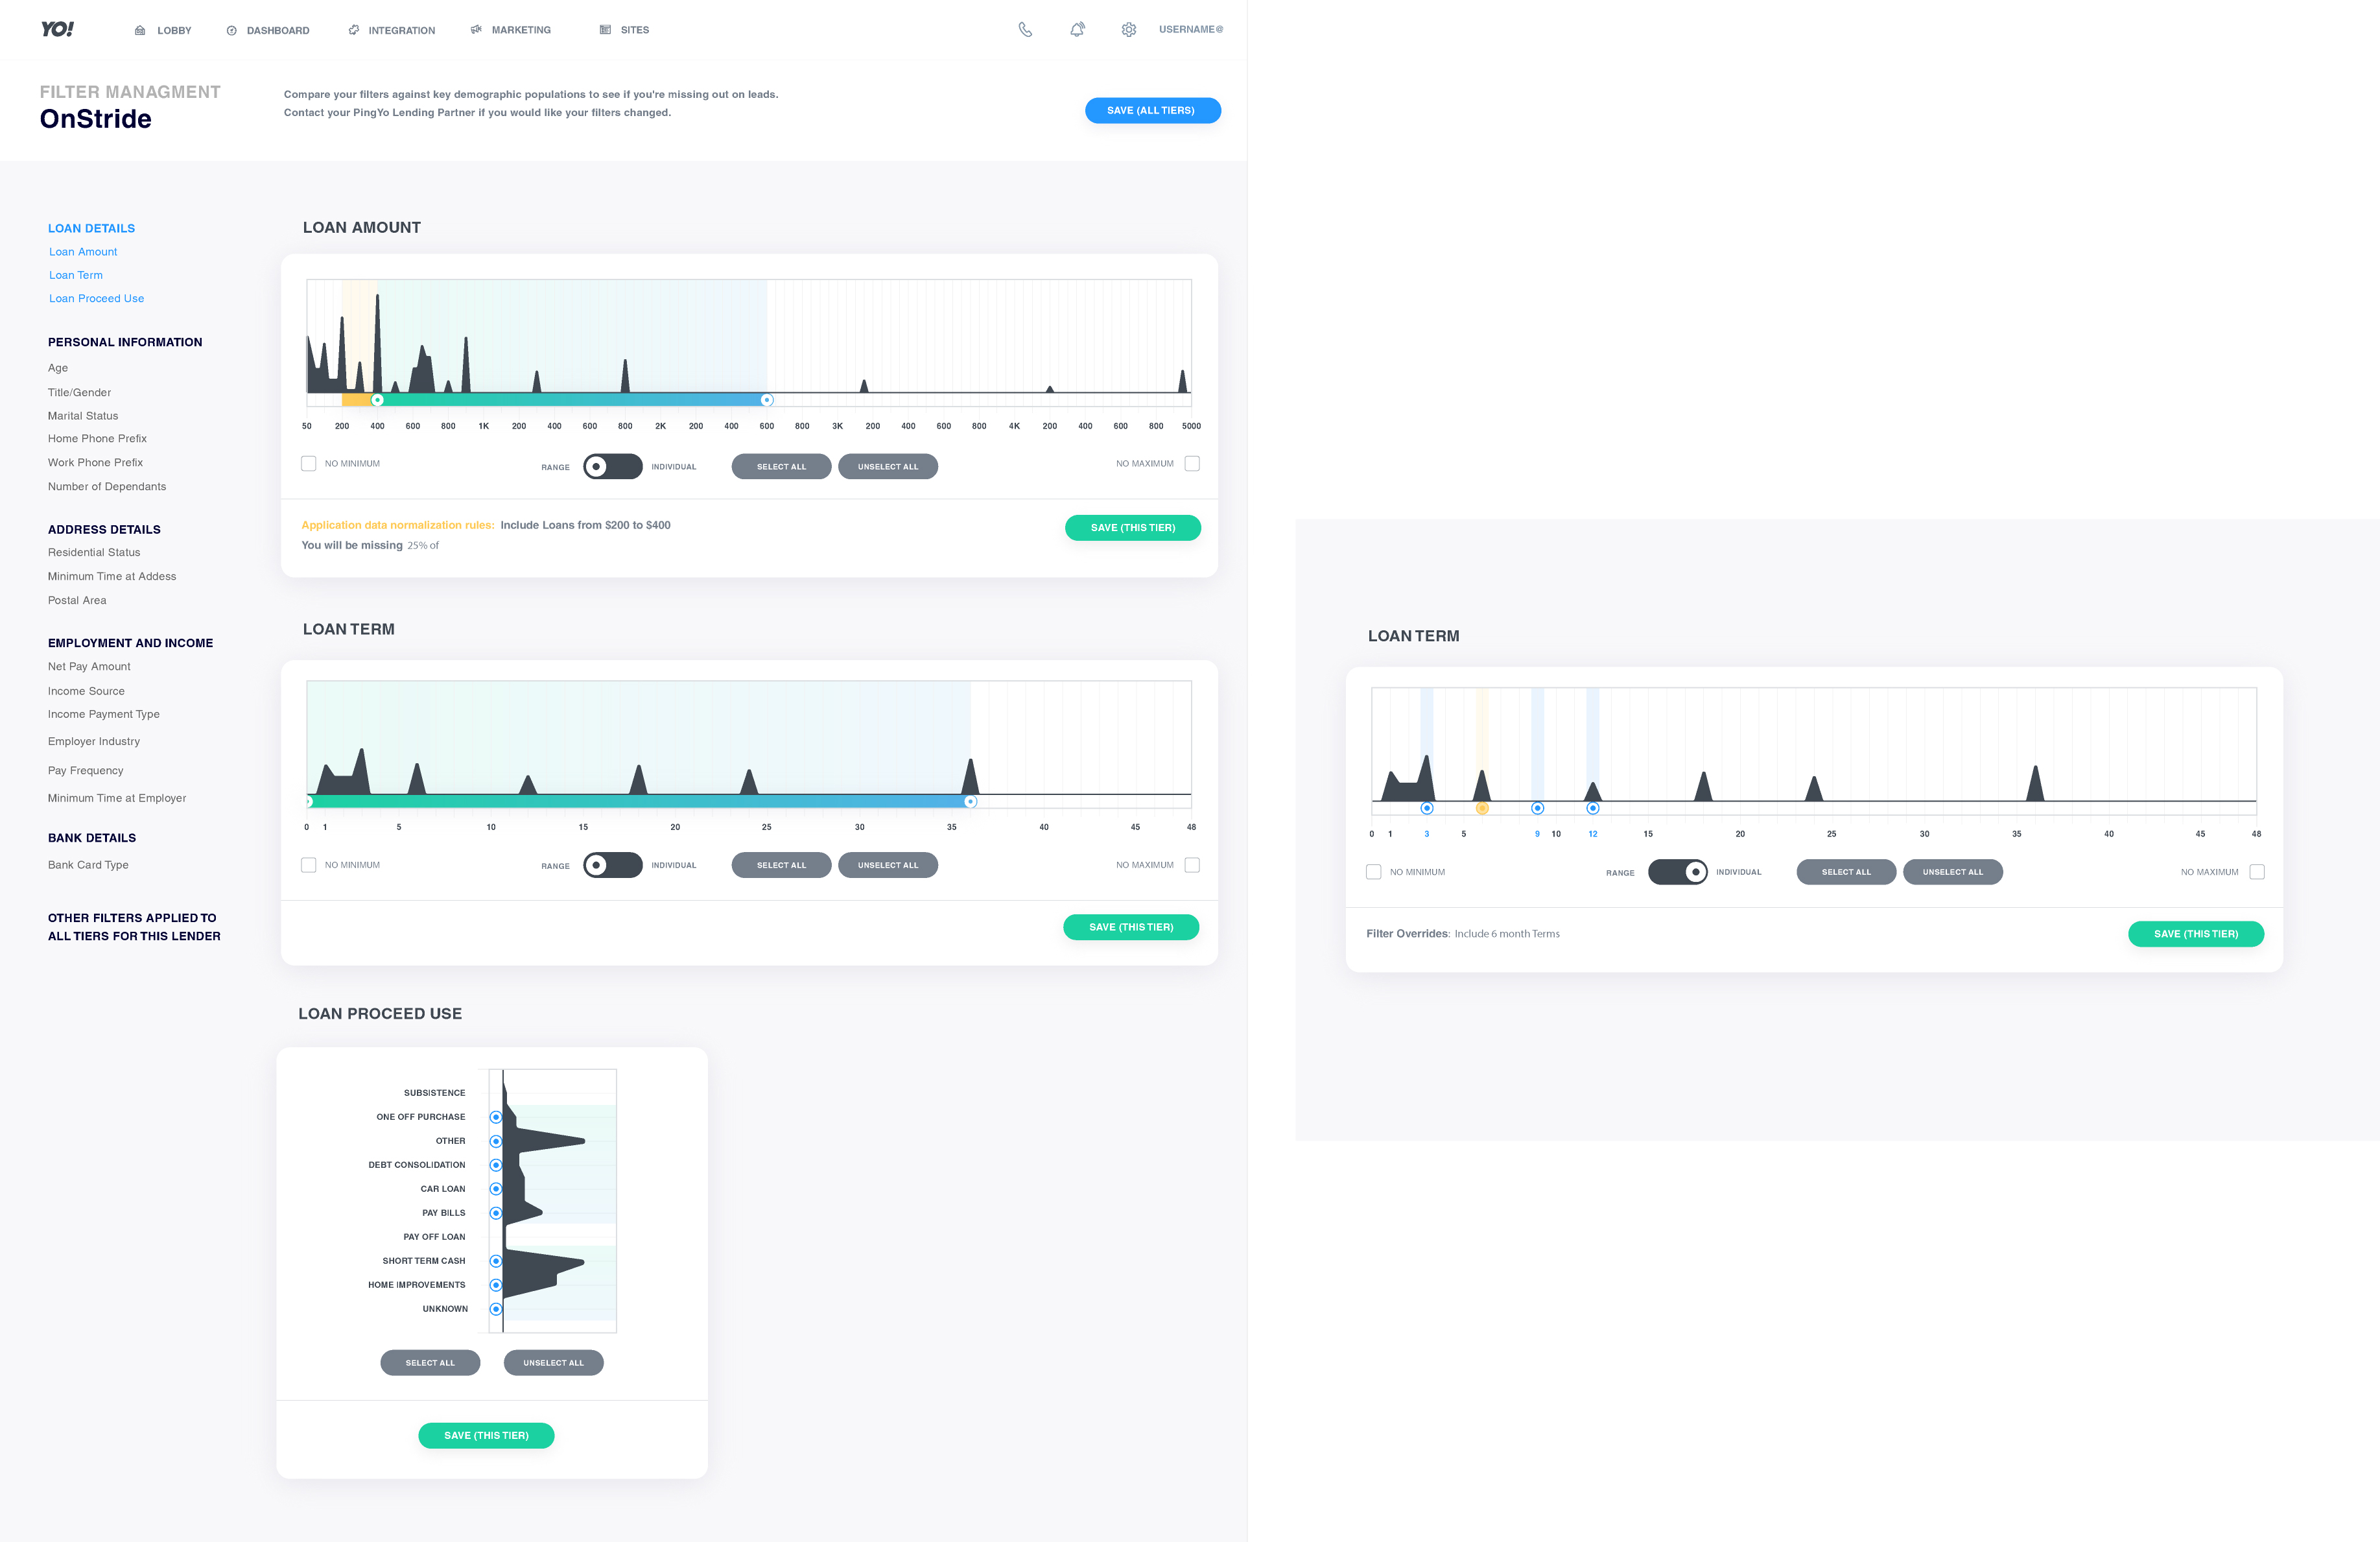 YO!
LOBBY
DASHBOARD
INTEGRATION
MARKETING
SITES
USERNAME@
FILTER MANAGMENT
OnStride
Compare your filters against key demographic populations to see if you're missing out on leads.
Contact your PingYo Lending Partner if you would like your filters changed.
SAVE (ALL TIERS)
LOAN DETAILS
Loan Amount
Loan Term
Loan Proceed Use
PERSONAL INFORMATION
Age
Title/Gender
Marital Status
Home Phone Prefix
Work Phone Prefix
Number of Dependants
ADDRESS DETAILS
Residential Status
Minimum Time at Addess
Postal Area
EMPLOYMENT AND INCOME
Net Pay Amount
Income Source
Income Payment Type
Employer Industry
Pay Frequency
Minimum Time at Employer
BANK DETAILS
Bank Card Type
OTHER FILTERS APPLIED TO
ALL TIERS FOR THIS LENDER
LOAN AMOUNT
50 200 400 600 800 1K 200 400 600 800 2K 200 400 600 800 3K 200 400 600 800 4K 200 400 600 800 5000
NO MINIMUM
RANGE
INDIVIDUAL
SELECT ALL
UNSELECT ALL
NO MAXIMUM
Application data normalization rules: Include Loans from $200 to $400
You will be missing 25% of
SAVE (THIS TIER)
LOAN TERM
0 1 5 10 15 20 25 30 35 40 45 48
NO MINIMUM
RANGE
INDIVIDUAL
SELECT ALL
UNSELECT ALL
NO MAXIMUM
SAVE (THIS TIER)
LOAN PROCEED USE
SUBSISTENCE
ONE OFF PURCHASE
OTHER
DEBT CONSOLIDATION
CAR LOAN
PAY BILLS
PAY OFF LOAN
SHORT TERM CASH
HOME IMPROVEMENTS
UNKNOWN
SELECT ALL
UNSELECT ALL
SAVE (THIS TIER)
LOAN TERM
0 1 3 5 9 10 12 15 20 25 30 35 40 45 48
NO MINIMUM
RANGE
INDIVIDUAL
SELECT ALL
UNSELECT ALL
NO MAXIMUM
Filter Overrides: Include 6 month Terms
SAVE (THIS TIER)